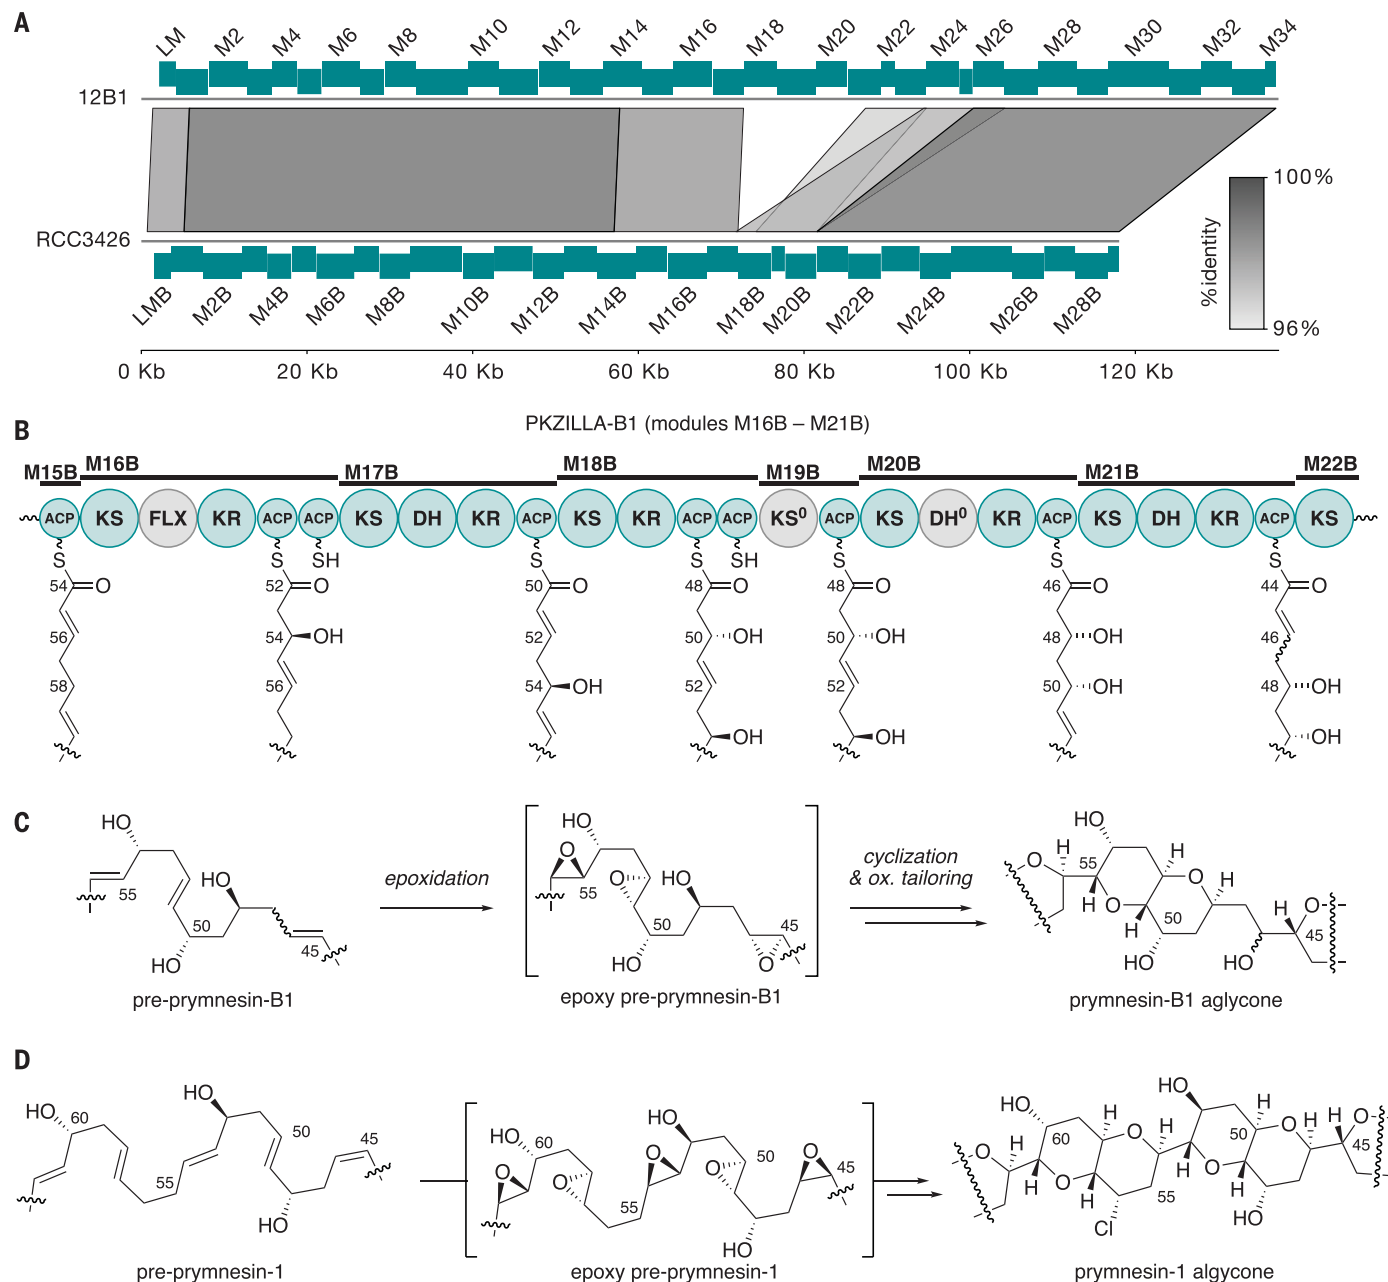 A
LM M2 M4 M6 M8 M10 M12 M14 M16 M18 M20 M22 M24 M26 M28 M30 M32 M34
12B1
RCC3426
LMB M2B M4B M6B M8B M10B M12B M14B M16B M18B M20B M22B M24B M26B M28B
100%
%identity
96%
0 Kb 20 Kb 40 Kb 60 Kb 80 Kb 100 Kb 120 Kb
PKZILLA-B1 (modules M16B – M21B)
B
M15B M16B M17B M18B M19B M20B M21B M22B
ACP KS FLX KR ACP ACP KS DH KR ACP KS KR ACP ACP KS⁰ ACP KS DH⁰ KR ACP KS DH KR ACP KS
S S SH S S SH S S S
54 O 52 O 50 O 48 O 48 O 46 O 44 O
56 54 OH 52 50 OH 50 OH 48 OH 46
58 56 54 OH 52 52 50 OH 48 OH
OH OH OH
C
HO 55 HO 50 HO 45
pre-prymnesin-B1
epoxidation
HO O 55 O HO 50 HO 45 O
epoxy pre-prymnesin-B1
cyclization
& ox. tailoring
HO O H 55 H O H H O H 50 HO HO H O 45
prymnesin-B1 aglycone
D
HO 60 55 HO 50 HO 45
pre-prymnesin-1
HO 60 O O 55 O HO O 50 HO O 45
epoxy pre-prymnesin-1
HO O H 60 H O H H O H Cl 55 HO H H 50 O H O H HO H O 45
prymnesin-1 algycone